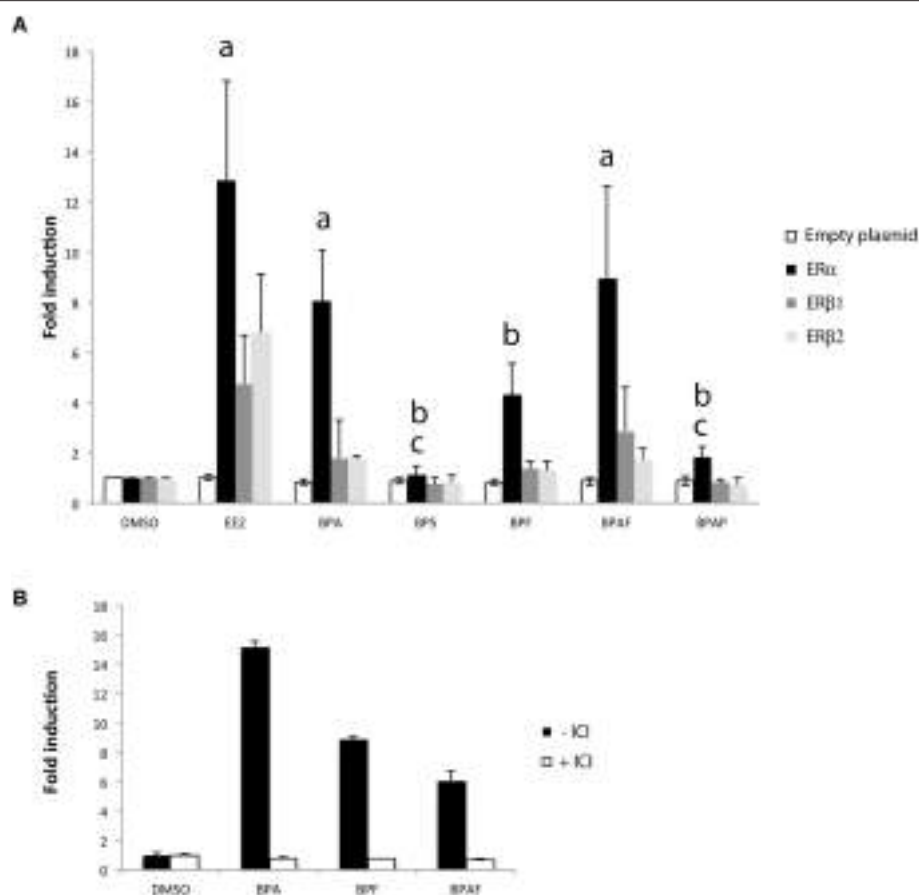 A
a
a
a
b
b
c
b
c
18
16
14
12
10
8
6
4
2
0
Fold induction
DMSO EE2 BPA BPS BPF BPAF BPAP
Empty plasmid
ERα
ERβ1
ERβ2
B
18
16
14
12
10
8
6
4
2
0
Fold induction
DMSO BPA BPF BPAF
- ICI
+ ICI